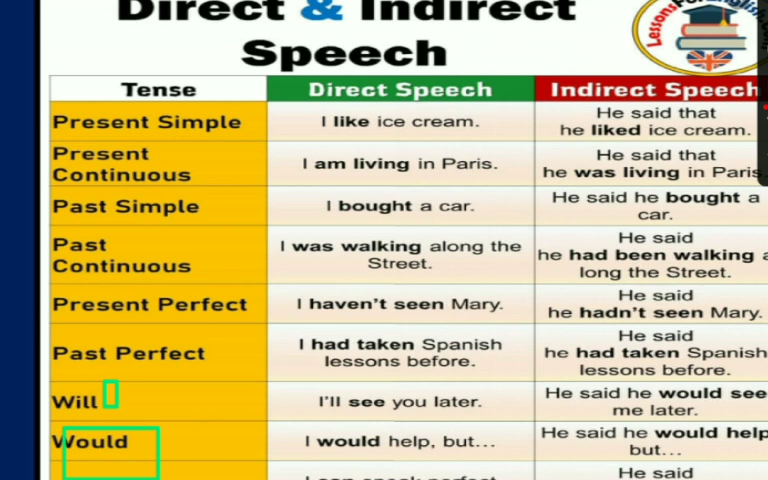 Direct & Indirect
Speech
LessonsForEnglish
Tense Direct Speech Indirect Speech
Present Simple I like ice cream. He said that
he liked ice cream.
Present
Continuous I am living in Paris. He said that
he was living in Paris.
Past Simple I bought a car. He said he bought a
car.
Past
Continuous I was walking along the
Street. He said
he had been walking a
long the Street.
Present Perfect I haven't seen Mary. He said
he hadn't seen Mary.
Past Perfect I had taken Spanish
lessons before. He said
he had taken Spanish
lessons before.
Will I'll see you later. He said he would see
me later.
Would I would help, but... He said he would help
but...
I can speak perfect He said